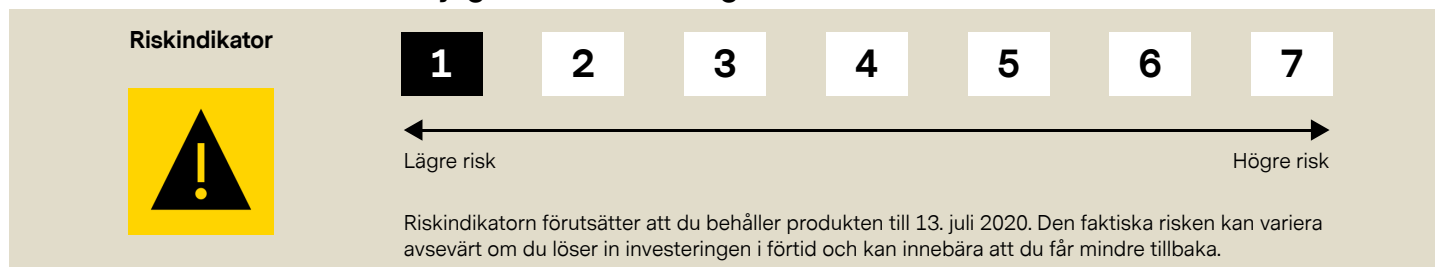 Riskindikator
1 2 3 4 5 6 7
Lägre risk Högre risk
Riskindikatorn förutsätter att du behåller produkten till 13. juli 2020. Den faktiska risken kan variera
avsevärt om du löser in investeringen i förtid och kan innebära att du får mindre tillbaka.